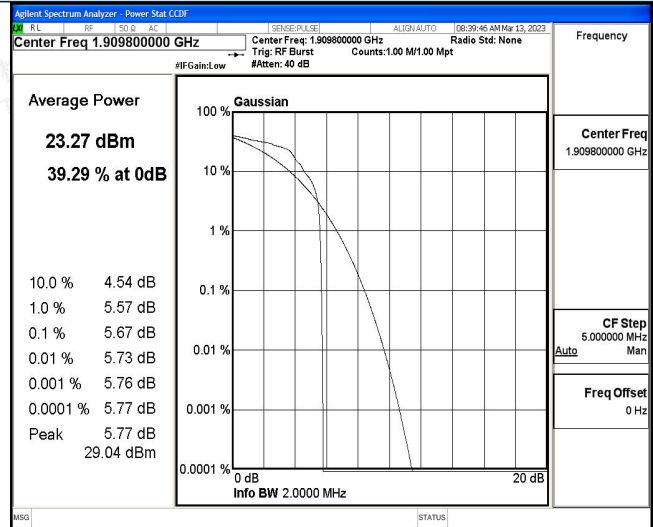 Agilent Spectrum Analyzer - Power Stat CCDF
RL RF 50 Ω AC SENSE:PULSE ALIGN AUTO 08:39:46 AM Mar 13, 2023
Center Freq 1.909800000 GHz
Center Freq: 1.909800000 GHz Radio Std: None
Trig: RF Burst Counts:1.00 M/1.00 Mpt
#IFGain:Low #Atten: 40 dB
Frequency
Center Freq
1.909800000 GHz
CF Step
5.000000 MHz
Auto Man
Freq Offset
0 Hz
Average Power
23.27 dBm
39.29 % at 0dB
10.0 % 4.54 dB
1.0 % 5.57 dB
0.1 % 5.67 dB
0.01 % 5.73 dB
0.001 % 5.76 dB
0.0001 % 5.77 dB
Peak 5.77 dB
29.04 dBm
Gaussian
100 %
10 %
1 %
0.1 %
0.01 %
0.001 %
0.0001 %
0 dB 20 dB
Info BW 2.0000 MHz
MSG STATUS